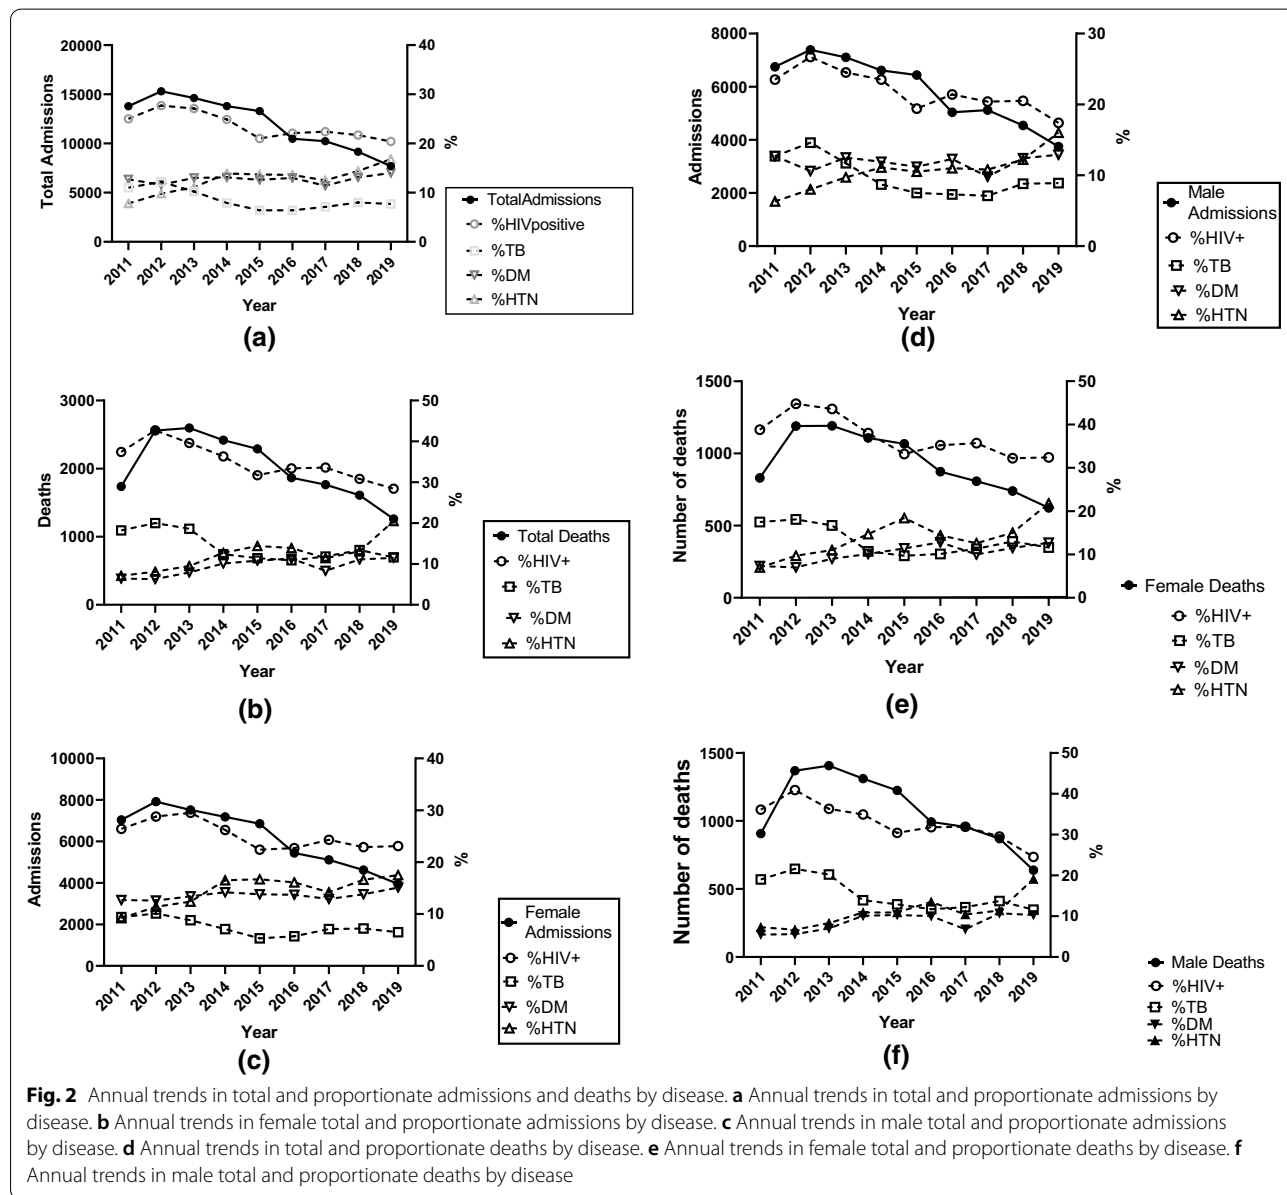 20000
15000
10000
5000
0
40
30
20
10
0
Total Admissions
%
2011 2012 2013 2014 2015 2016 2017 2018 2019
Year
TotalAdmissions
%HIVpositive
%TB
%DM
%HTN
(a)
8000
6000
4000
2000
0
30
20
10
0
Admissions
%
2011 2012 2013 2014 2015 2016 2017 2018 2019
Year
Male
Admissions
%HIV+
%TB
%DM
%HTN
(d)
3000
2000
1000
0
50
40
30
20
10
0
Deaths
%
2011 2012 2013 2014 2015 2016 2017 2018 2019
Year
Total Deaths
%HIV+
%TB
%DM
%HTN
(b)
1500
1000
500
0
50
40
30
20
10
0
Number of deaths
%
2011 2012 2013 2014 2015 2016 2017 2018 2019
Year
Female Deaths
%HIV+
%TB
%DM
%HTN
(e)
10000
8000
6000
4000
2000
0
40
30
20
10
0
Admissions
%
2011 2012 2013 2014 2015 2016 2017 2018 2019
Year
Female
Admissions
%HIV+
%TB
%DM
%HTN
(c)
1500
1000
500
0
50
40
30
20
10
0
Number of deaths
%
2011 2012 2013 2014 2015 2016 2017 2018 2019
Year
Male Deaths
%HIV+
%TB
%DM
%HTN
(f)
Fig. 2 Annual trends in total and proportionate admissions and deaths by disease. a Annual trends in total and proportionate admissions by
disease. b Annual trends in female total and proportionate admissions by disease. c Annual trends in male total and proportionate admissions
by disease. d Annual trends in total and proportionate deaths by disease. e Annual trends in female total and proportionate deaths by disease. f
Annual trends in male total and proportionate deaths by disease